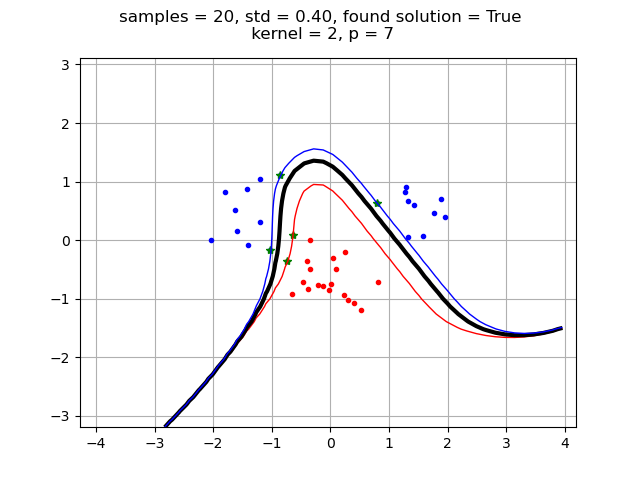 samples = 20, std = 0.40, found solution = True
kernel = 2, p = 7
3
2
1
0
−1
−2
−3
−4 −3 −2 −1 0 1 2 3 4